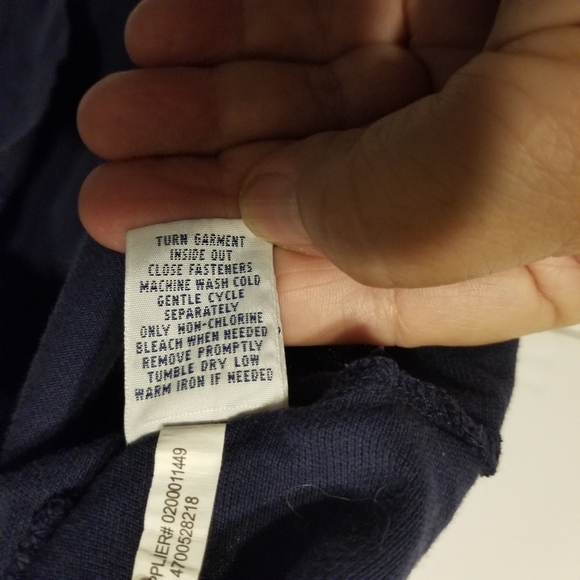 TURN GARMENT
INSIDE OUT
CLOSE FASTENERS
MACHINE WASH COLD
GENTLE CYCLE
SEPARATELY
ONLY NON-CHLORINE
BLEACH WHEN NEEDED
REMOVE PROMPTLY
TUMBLE DRY LOW
WARM IRON IF NEEDED
PPLIER# 0200011449
4700528218